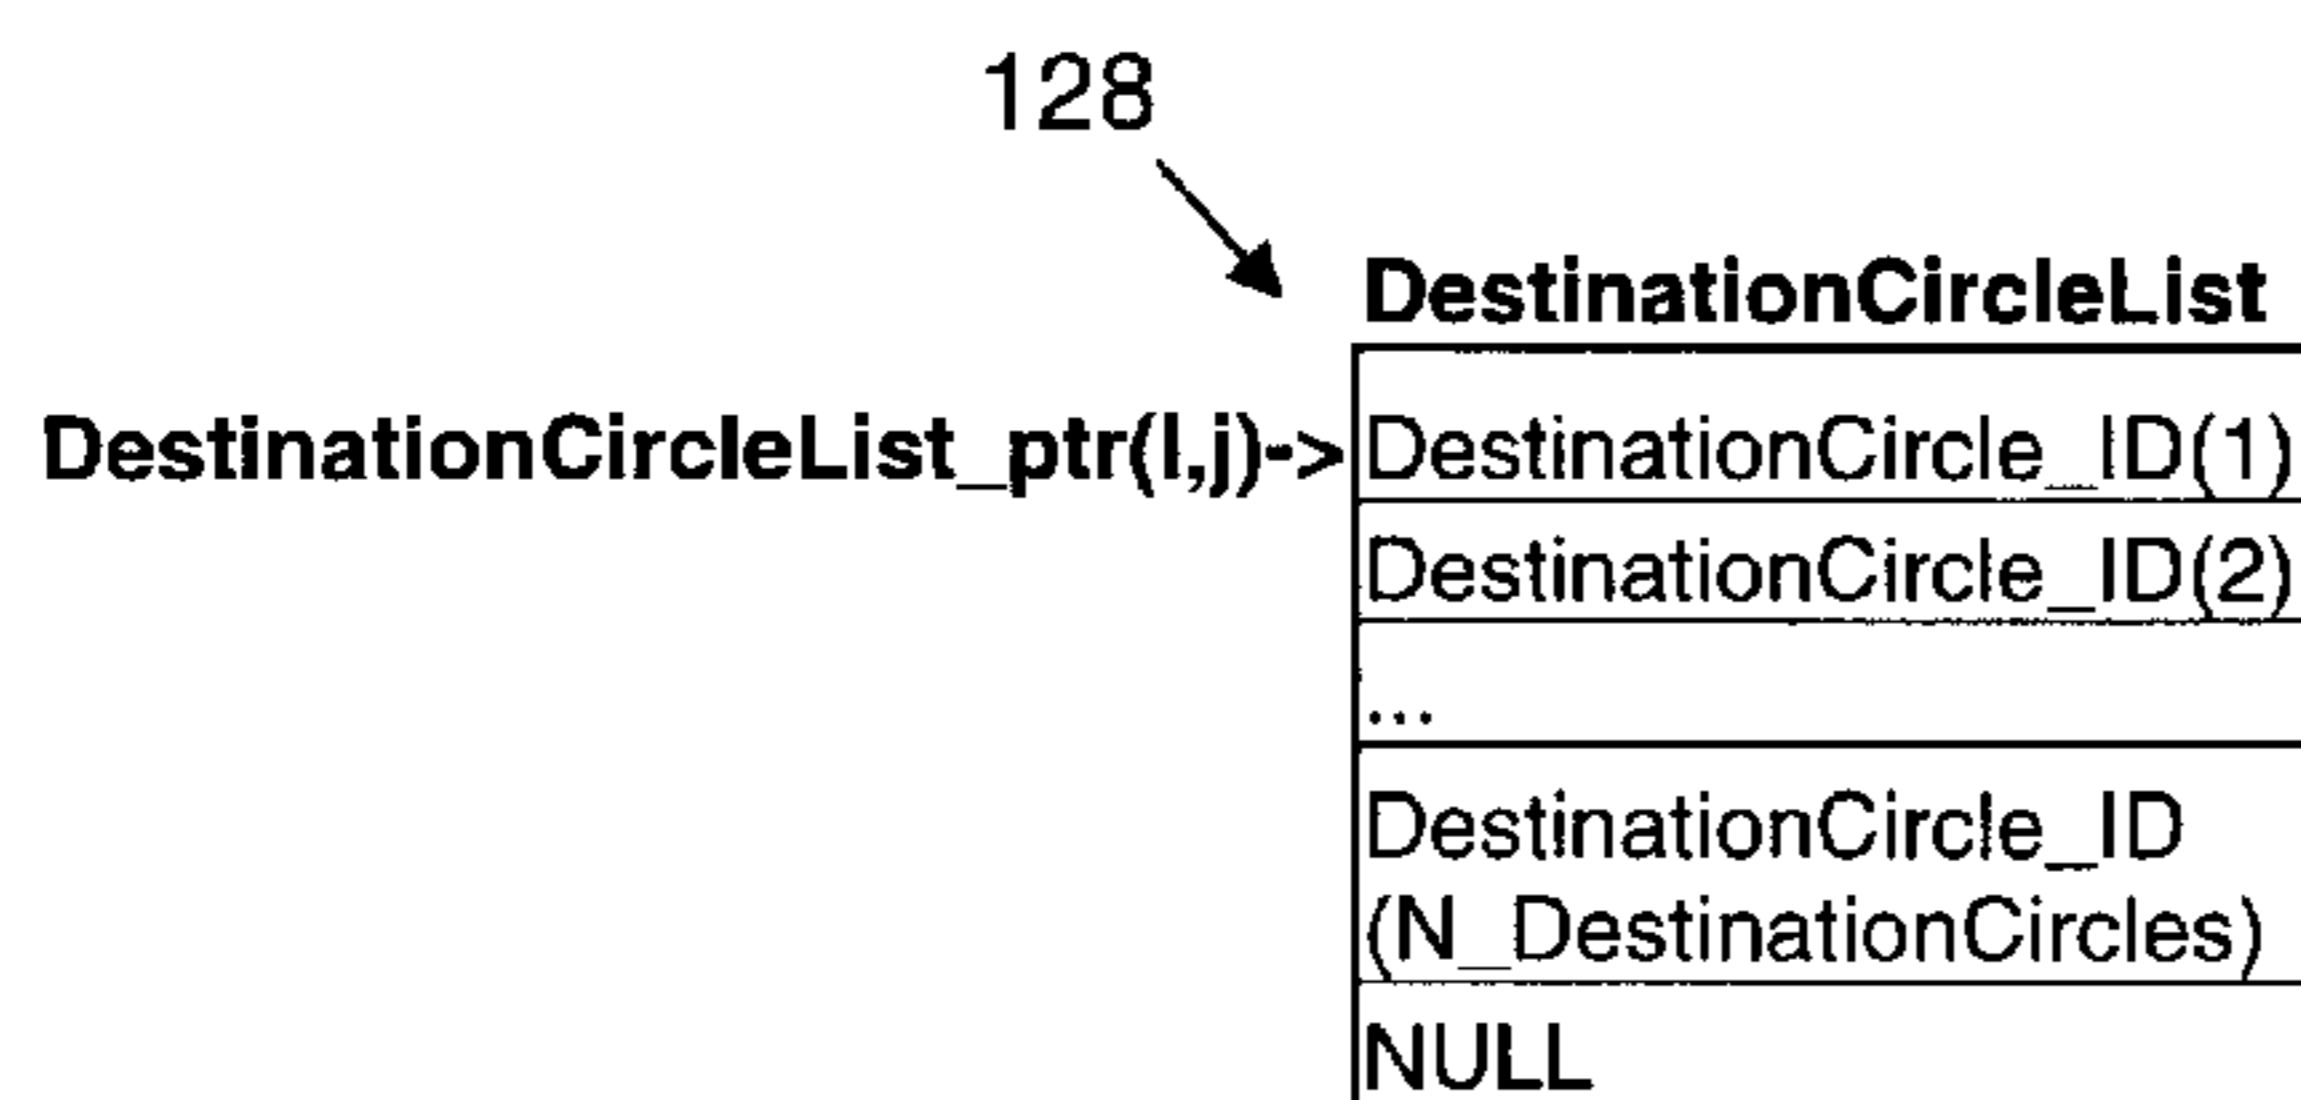 128
DestinationCircleList
DestinationCircleList_ptr(I,j)->
DestinationCircle_ID(1)
DestinationCircle_ID(2)
...
DestinationCircle_ID
(N_DestinationCircles)
NULL